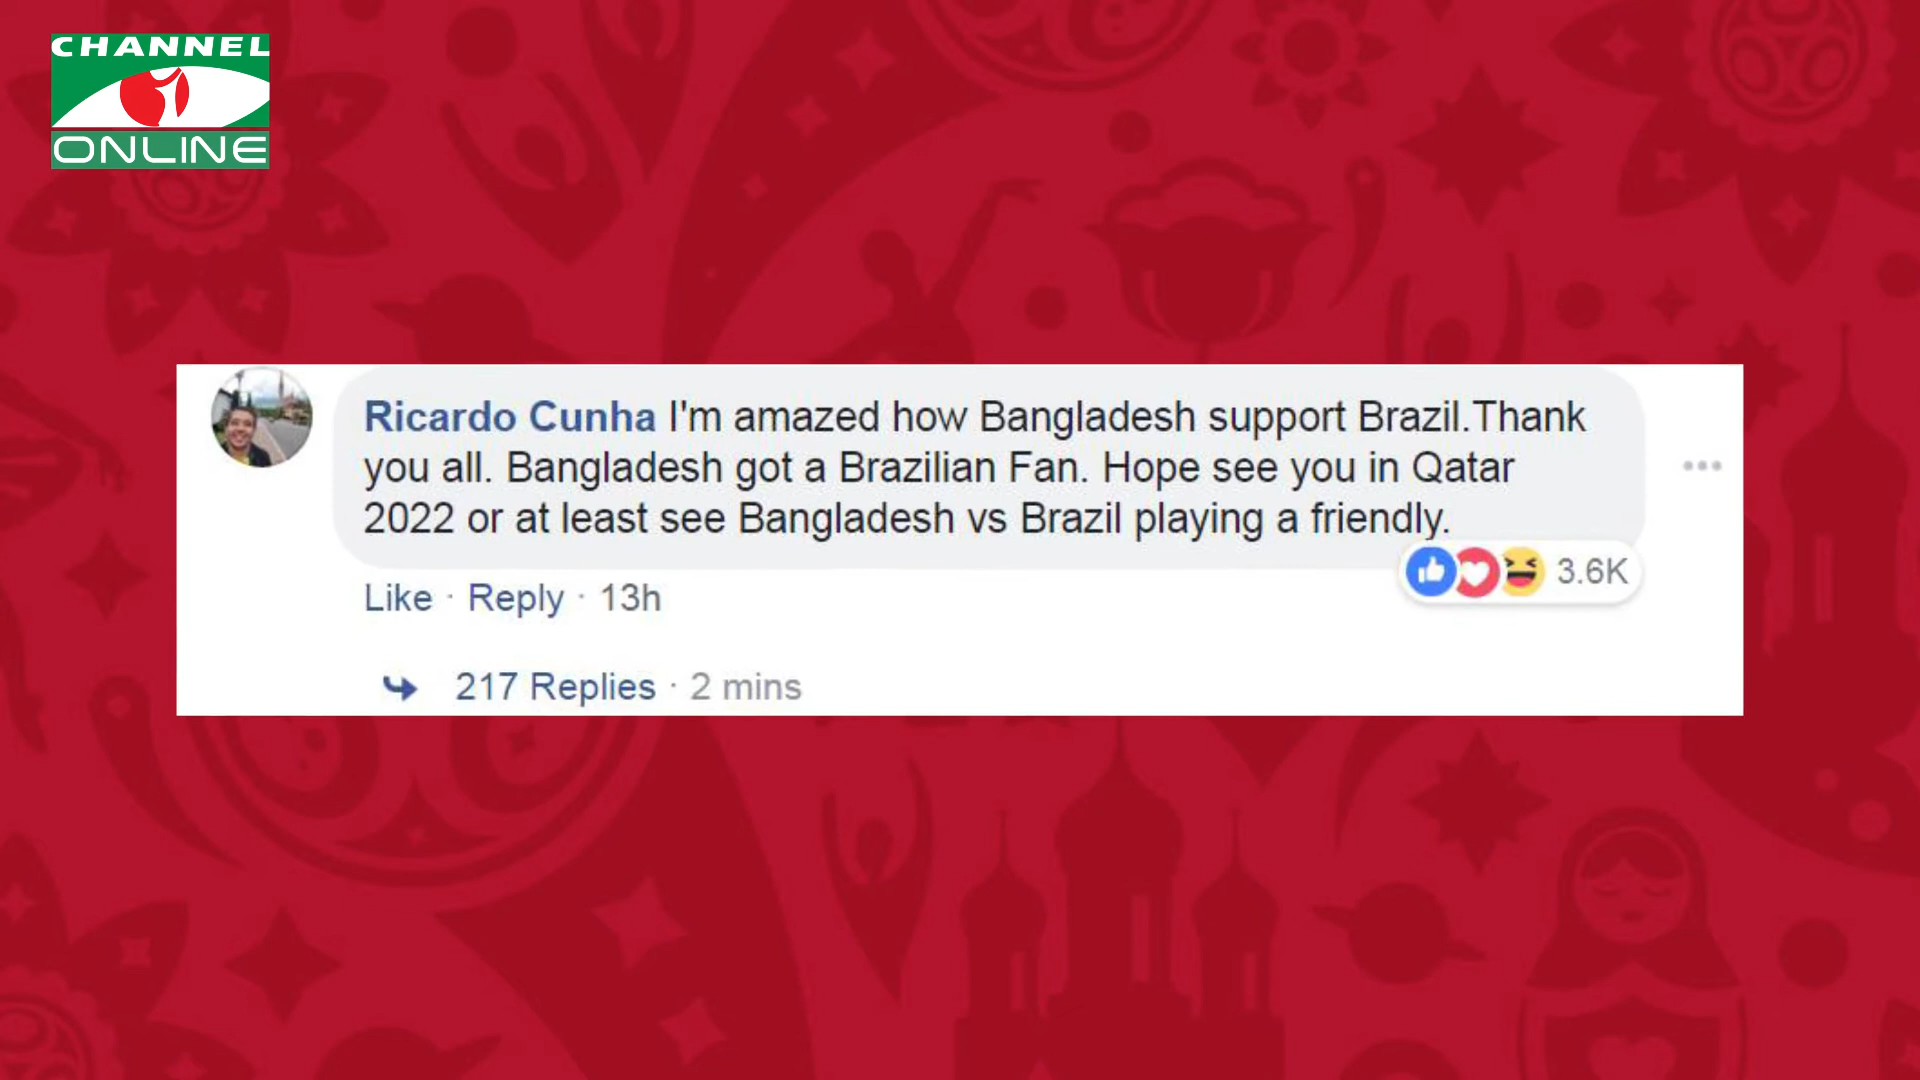 CHANNEL
ONLINE
Ricardo Cunha I'm amazed how Bangladesh support Brazil.Thank
you all. Bangladesh got a Brazilian Fan. Hope see you in Qatar
2022 or at least see Bangladesh vs Brazil playing a friendly.
3.6K
Like · Reply · 13h
217 Replies · 2 mins